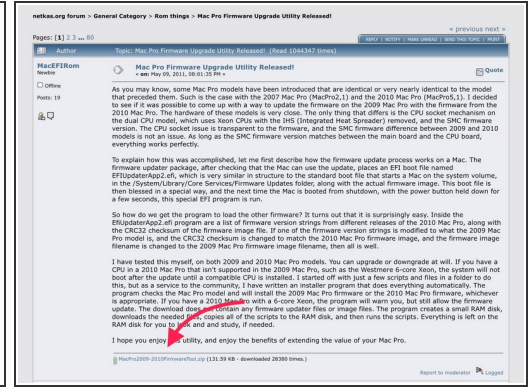 netkas.org forum > General Category > Rom things > Mac Pro Firmware Upgrade Utility Released!
« previous next »
Pages: [1] 2 3 ... 80
REPLY | NOTIFY | MARK UNREAD | SEND THIS TOPIC | PRINT
Author Topic: Mac Pro Firmware Upgrade Utility Released! (Read 1044347 times)
MacEFIRom
Newbie
Offline
Posts: 19
Mac Pro Firmware Upgrade Utility Released!
« on: May 09, 2011, 08:01:35 PM »
Quote
As you may know, some Mac Pro models have been introduced that are identical or very nearly identical to the model
that preceded them. Such is the case with the 2007 Mac Pro (MacPro2,1) and the 2010 Mac Pro (MacPro5,1). I decided
to see if it was possible to come up with a way to update the firmware on the 2009 Mac Pro with the firmware from the
2010 Mac Pro. The hardware of these models is very close. The only thing that differs is the CPU socket mechanism on
the dual CPU model, which uses Xeon CPUs with the IHS (Integrated Heat Spreader) removed, and the SMC firmware
version. The CPU socket issue is transparent to the firmware, and the SMC firmware difference between 2009 and 2010
models is not an issue. As long as the SMC firmware version matches between the main board and the CPU board,
everything works perfectly.
To explain how this was accomplished, let me first describe how the firmware update process works on a Mac. The
firmware updater package, after checking that the Mac can use the update, places an EFI boot file named
EFIUpdaterApp2.efi, which is very similar in structure to the standard boot file that starts a Mac on the system volume,
in the /System/Library/Core Services/Firmware Updates folder, along with the actual firmware image. This boot file is
then blessed in a special way, and the next time the Mac is booted from shutdown, with the power button held down for
a few seconds, this special EFI program is run.
So how do we get the program to load the other firmware? It turns out that it is surprisingly easy. Inside the
EfiUpdaterApp2.efi program are a list of firmware version strings from different releases of the 2010 Mac Pro, along with
the CRC32 checksum of the firmware image file. If one of the firmware version strings is modified to what the 2009 Mac
Pro model is, and the CRC32 checksum is changed to match the 2010 Mac Pro firmware image, and the firmware image
filename is changed to the 2009 Mac Pro firmware image filename, then all is well.
I have tested this myself, on both 2009 and 2010 Mac Pro models. You can upgrade or downgrade at will. If you have a
CPU in a 2010 Mac Pro that isn't supported in the 2009 Mac Pro, such as the Westmere 6-core Xeon, the system will not
boot after the update until a compatible CPU is installed. I started off with just a few scripts and files in a folder to do
this, but as a service to the community, I have written an installer program that does everything automatically. The
program checks the Mac Pro model and will install the 2009 Mac Pro firmware or the 2010 Mac Pro firmware, whichever
is appropriate. If you have a 2010 Mac Pro with a 6-core Xeon, the program will warn you, but still allow the firmware
update. The download does not contain any firmware updater files or image files. The program creates a small RAM disk,
downloads the needed files, copies all of the scripts to the RAM disk, and then runs the scripts. Everything is left on the
RAM disk for you to look and and study, if needed.
I hope you enjoy utility, and enjoy the benefits of extending the value of your Mac Pro.
MacPro2009-2010FirmwareTool.zip (131.59 KB - downloaded 28380 times.)
Report to moderator Logged